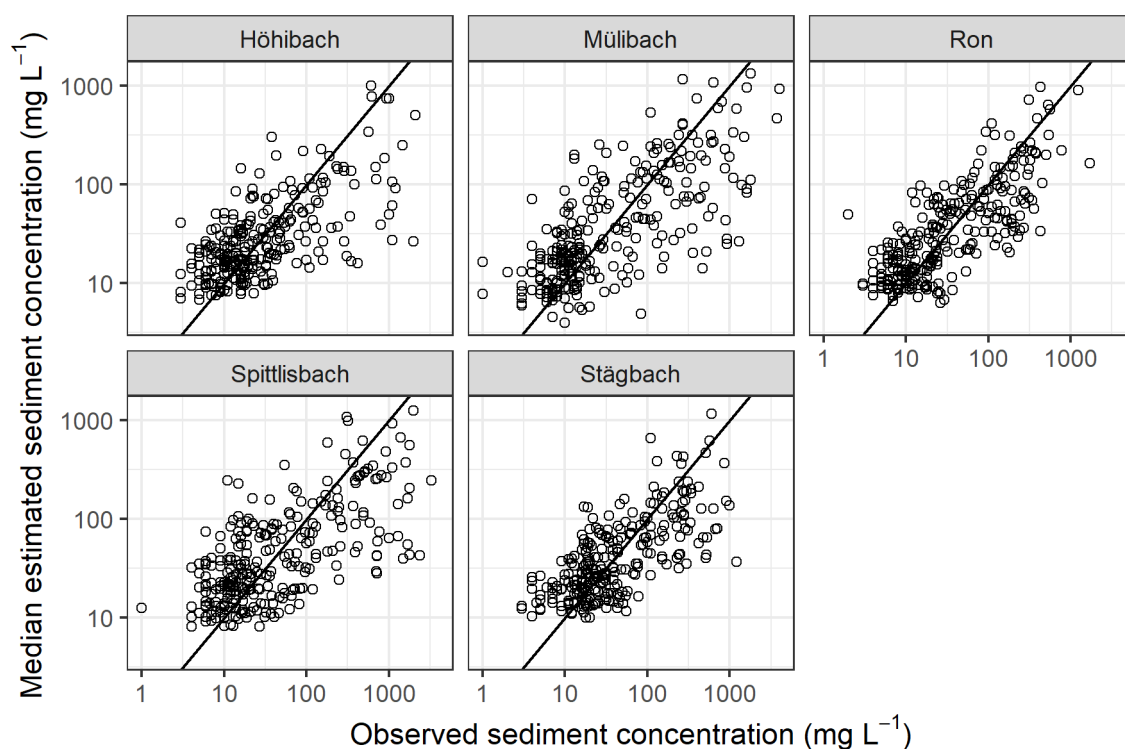 Median estimated sediment concentration (mg L⁻¹)
Höhibach
Mülibach
Ron
1000
100
10
1 10 100 1000
Spittlisbach
Stägbach
1000
100
10
1 10 100 1000
1 10 100 1000
Observed sediment concentration (mg L⁻¹)